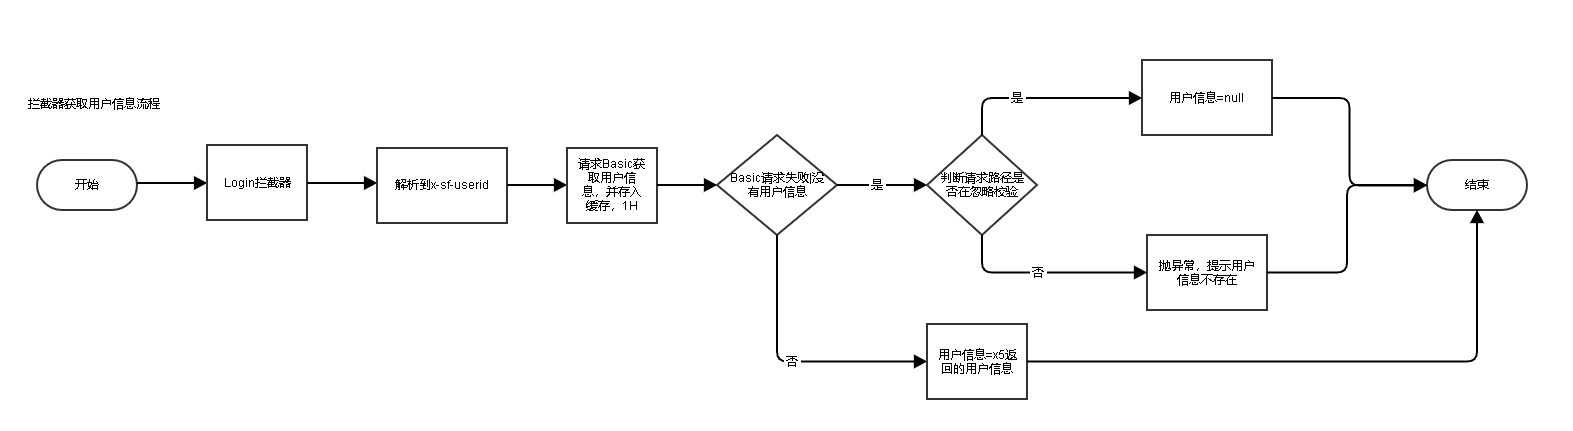 拦截器获取用户信息流程
开始
Login拦截器
解析到x-sf-userid
请求Basic获
取用户信
息，并存入
缓存，1H
Basic请求失败|没
有用户信息
是
判断请求路径是
否在忽略校验
是
用户信息=null
否
抛异常，提示用户
信息不存在
否
用户信息=x5返
回的用户信息
结束